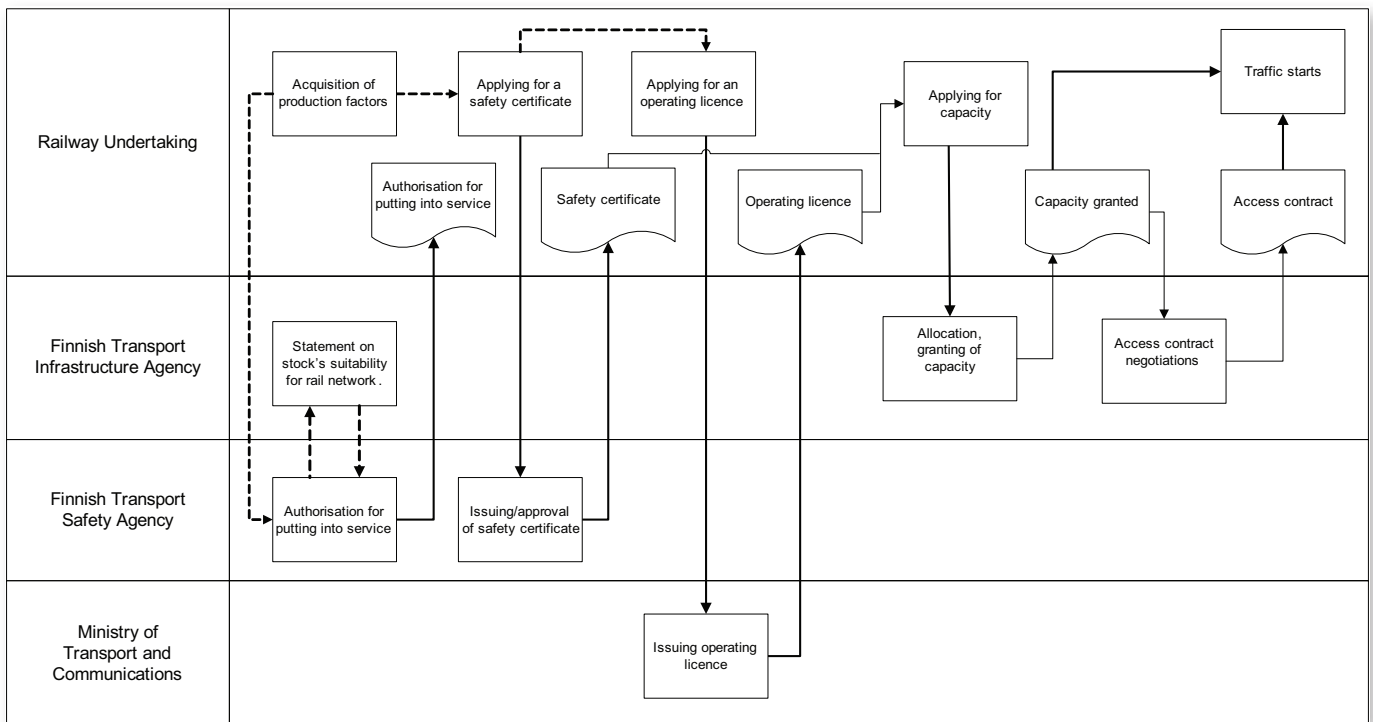 Railway Undertaking
Acquisition of
production factors
Applying for a
safety certificate
Applying for an
operating licence
Applying for
capacity
Traffic starts
Authorisation for
putting into service
Safety certificate
Operating licence
Capacity granted
Access contract
Finnish Transport
Infrastructure Agency
Statement on
stock's suitability
for rail network.
Allocation,
granting of
capacity
Access contract
negotiations
Finnish Transport
Safety Agency
Authorisation for
putting into service
Issuing/approval
of safety certificate
Ministry of
Transport and
Communications
Issuing operating
licence